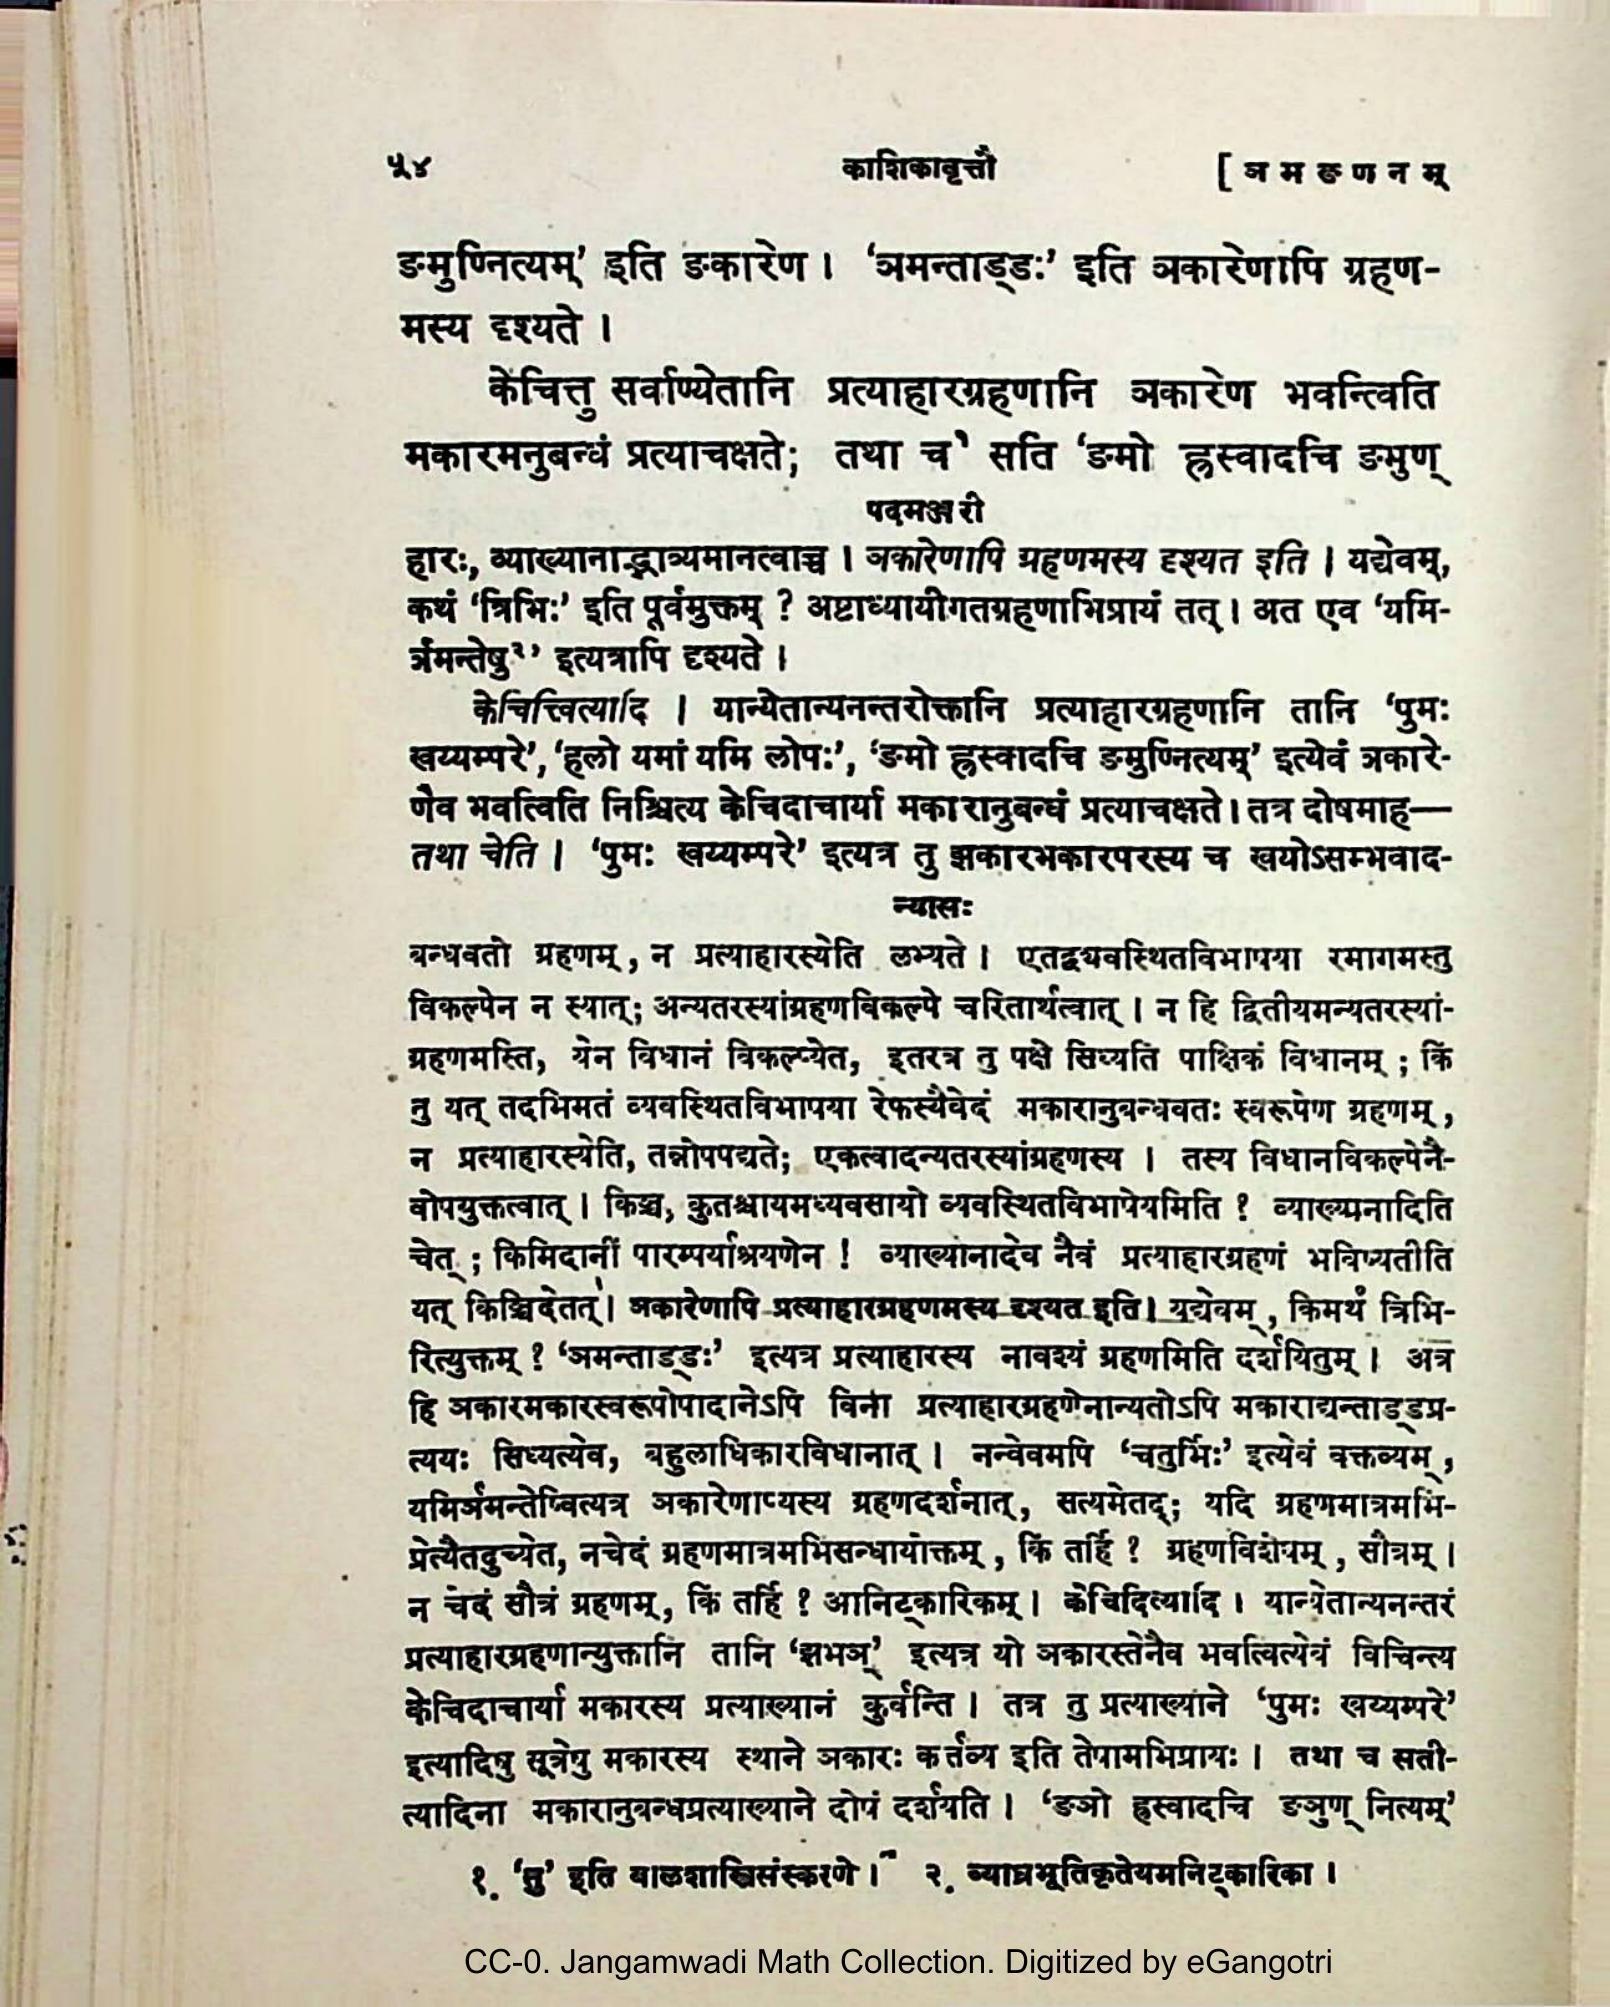 ५४ काशिकावृत्तौ [ ञ म ङ ण न म्
ङमुण्नित्यम्’ इति ङकारेण । ‘ञमन्ताड्डः’ इति ञकारेणापि ग्रहण-
मस्य दृश्यते ।
केचित्तु सर्वाण्येतानि प्रत्याहारग्रहणानि ञकारेण भवन्त्विति
मकारमनुबन्धं प्रत्याचक्षते; तथा च१ सति ‘ङमो ह्रस्वादचि ङमुण्
पदमञ्जरी
हारः, व्याख्यानाद्भाव्यमानत्वाच्च । ञकारेणापि ग्रहणमस्य दृश्यत इति । यद्येवम्,
कथं ‘त्रिभिः’ इति पूर्वमुक्तम् ? अष्टाध्यायीगतग्रहणाभिप्रायं तत् । अत एव ‘यमि-
र्ञमन्तेषु२’ इत्यत्रापि दृश्यते ।
केचित्त्वित्यादि । यान्येतान्यनन्तरोक्तानि प्रत्याहारग्रहणानि तानि ‘पुमः
खय्यम्परे’, ‘हलो यमां यमि लोपः’, ‘ङमो ह्रस्वादचि ङमुण्नित्यम्’ इत्येवं ञकारे-
णैव भवत्विति निश्चित्य केचिदाचार्या मकारानुबन्धं प्रत्याचक्षते । तत्र दोषमाह—
तथा चेति । ‘पुमः खय्यम्परे’ इत्यत्र तु झकारभकारपरस्य च खयोऽसम्भवाद-
न्यासः
बन्धवतो ग्रहणम्, न प्रत्याहारस्येति लभ्यते । एतद्व्यवस्थितविभाषया रमागमस्तु
विकल्पेन न स्यात्; अन्यतरस्यांग्रहणविकल्पे चरितार्थत्वात् । न हि द्वितीयमन्यतरस्यां-
ग्रहणमस्ति, येन विधानं विकल्प्येत, इतरत्र तु पक्षे सिध्यति पाक्षिकं विधानम् ; किं
तु यत् तदभिमतं व्यवस्थितविभाषया रेफस्यैवेदं मकारानुबन्धवतः स्वरूपेण ग्रहणम्,
न प्रत्याहारस्येति, तन्नोपपद्यते; एकत्वादन्यतरस्यांग्रहणस्य । तस्य विधानविकल्पेनै-
वोपयुक्तत्वात् । किञ्च, कुतश्चायमध्यवसायो व्यवस्थितविभाषेयमिति ? व्याख्यानादिति
चेत् ; किमिदानीं पारम्पर्याश्रयणेन ! व्याख्यानादेव नैवं प्रत्याहारग्रहणं भविष्यतीति
यत् किञ्चिदेतत् । ञकारेणापि प्रत्याहारग्रहणमस्य दृश्यत इति । यद्येवम्, किमर्थं त्रिभि-
रित्युक्तम् ? ‘ञमन्ताड्डः’ इत्यत्र प्रत्याहारस्य नावश्यं ग्रहणमिति दर्शयितुम् । अत्र
हि ञकारमकारस्वरूपोपादानेऽपि विना प्रत्याहारग्रहणेनान्यतोऽपि मकाराद्यन्ताड्डप्र-
त्ययः सिध्यत्येव, बहुलाधिकारविधानात् । नन्वेवमपि ‘चतुर्भिः’ इत्येवं वक्तव्यम्,
यमिर्ञमन्तेष्वित्यत्र ञकारेणाप्यस्य ग्रहणदर्शनात्, सत्यमेतद्; यदि ग्रहणमात्रमभि-
प्रेत्यैतदुच्येत, नचेदं ग्रहणमात्रमभिसन्धायोक्तम्, किं तर्हि ? ग्रहणविशेषम्, सौत्रम् ।
न चेदं सौत्रं ग्रहणम्, किं तर्हि ? आनिट्कारिकम् । केचिदित्यादि । यान्येतान्यनन्तरं
प्रत्याहारग्रहणान्युक्तानि तानि ‘झभञ्’ इत्यत्र यो ञकारस्तेनैव भवत्वित्येवं विचिन्त्य
केचिदाचार्या मकारस्य प्रत्याख्यानं कुर्वन्ति । तत्र तु प्रत्याख्याने ‘पुमः खय्यम्परे’
इत्यादिषु सूत्रेषु मकारस्य स्थाने ञकारः कर्तव्य इति तेषामभिप्रायः । तथा च सती-
त्यादिना मकारानुबन्धप्रत्याख्याने दोषं दर्शयति । ‘ङञो ह्रस्वादचि ङञुण् नित्यम्’
१. ‘तु’ इति बालशास्त्रिसंस्करणे । २. व्याघ्रभूतिकृतेयमनिट्कारिका ।
CC-0. Jangamwadi Math Collection. Digitized by eGangotri